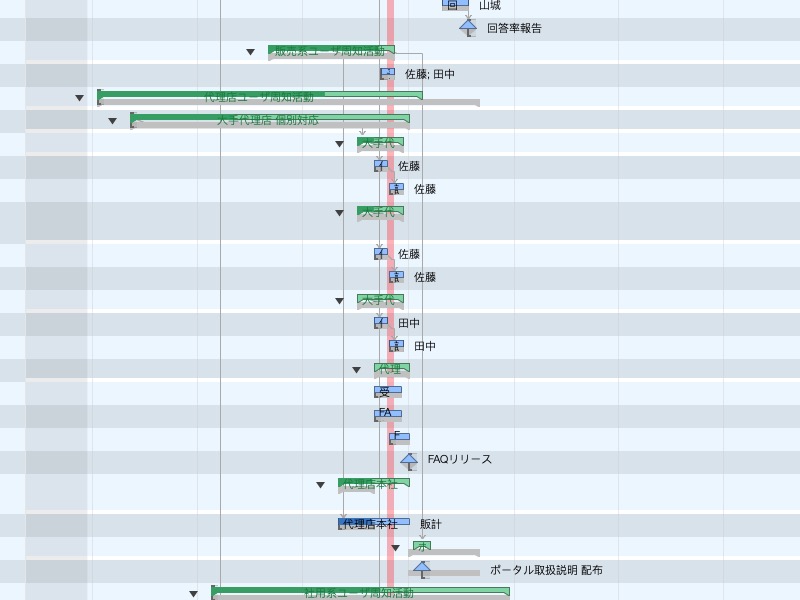 回 山城
回答率報告
販売系ユーザ周知活動
佐藤; 田中
代理店ユーザ周知活動
大手代理店 個別対応
大手代
イ 佐藤
佐藤
大手代
イ 佐藤
佐藤
大手代
イ 田中
田中
代理
受
FA
F
FAQリリース
代理店本社
代理店本社 販計
ポ
ポータル取扱説明 配布
社用系ユーザ周知活動